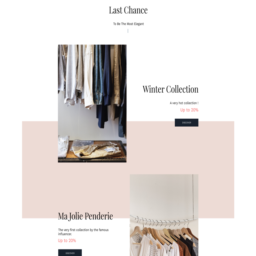 Last Chance
To Be The Most Elegant
Winter Collection
A very hot collection !
Up to 20%
Ma Jolie Penderie
The very first collection by the famous
influencer.
Up to 20%